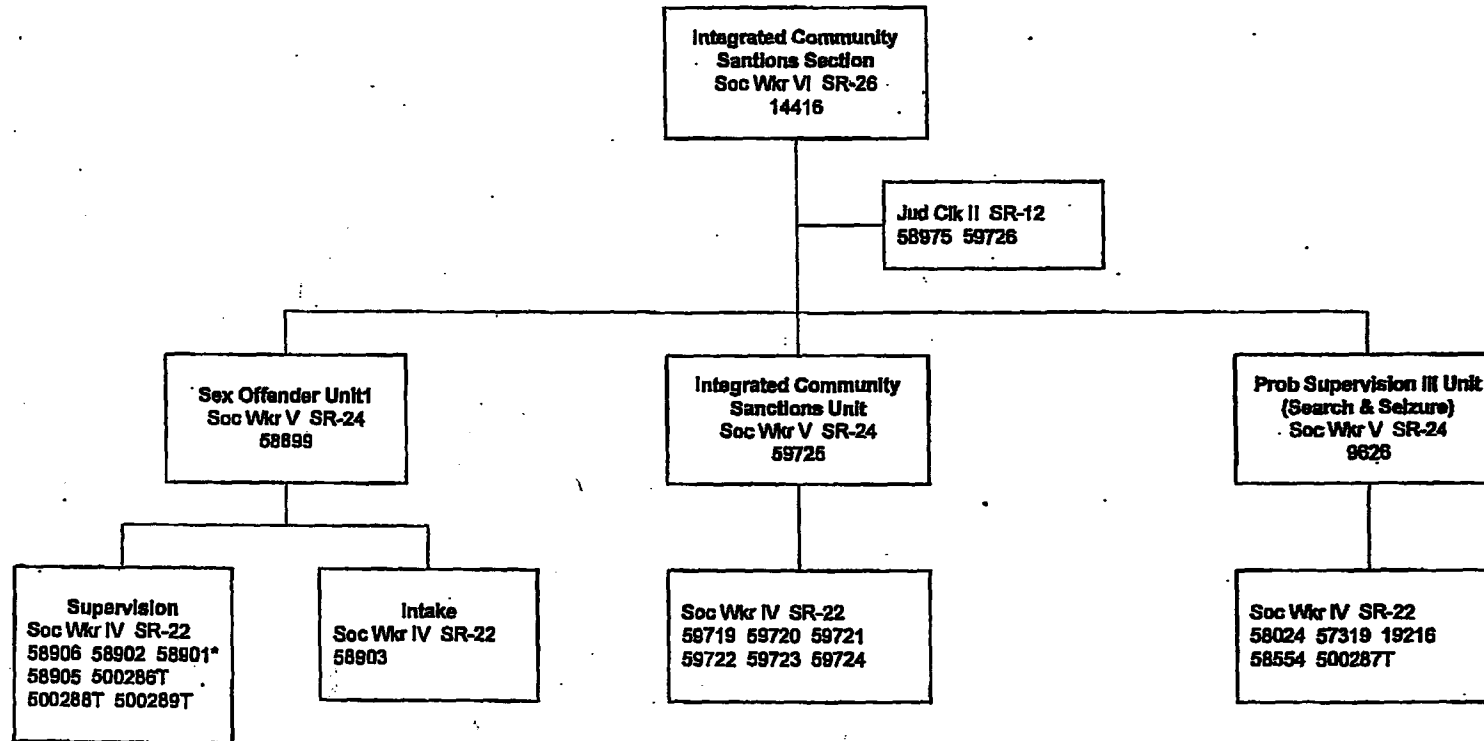 Integrated Community
Santions Section
Soc Wkr VI SR-26
14416
Jud Clk II SR-12
58975 59726
Sex Offender Unit1
Soc Wkr V SR-24
58899
Integrated Community
Sanctions Unit
Soc Wkr V SR-24
59725
Prob Supervision III Unit
(Search & Seizure)
Soc Wkr V SR-24
9626
Supervision
Soc Wkr IV SR-22
58906 58902 58901*
58905 500286T
500288T 500289T
Intake
Soc Wkr IV SR-22
58903
Soc Wkr IV SR-22
59719 59720 59721
59722 59723 59724
Soc Wkr IV SR-22
58024 57319 19216
58554 500287T